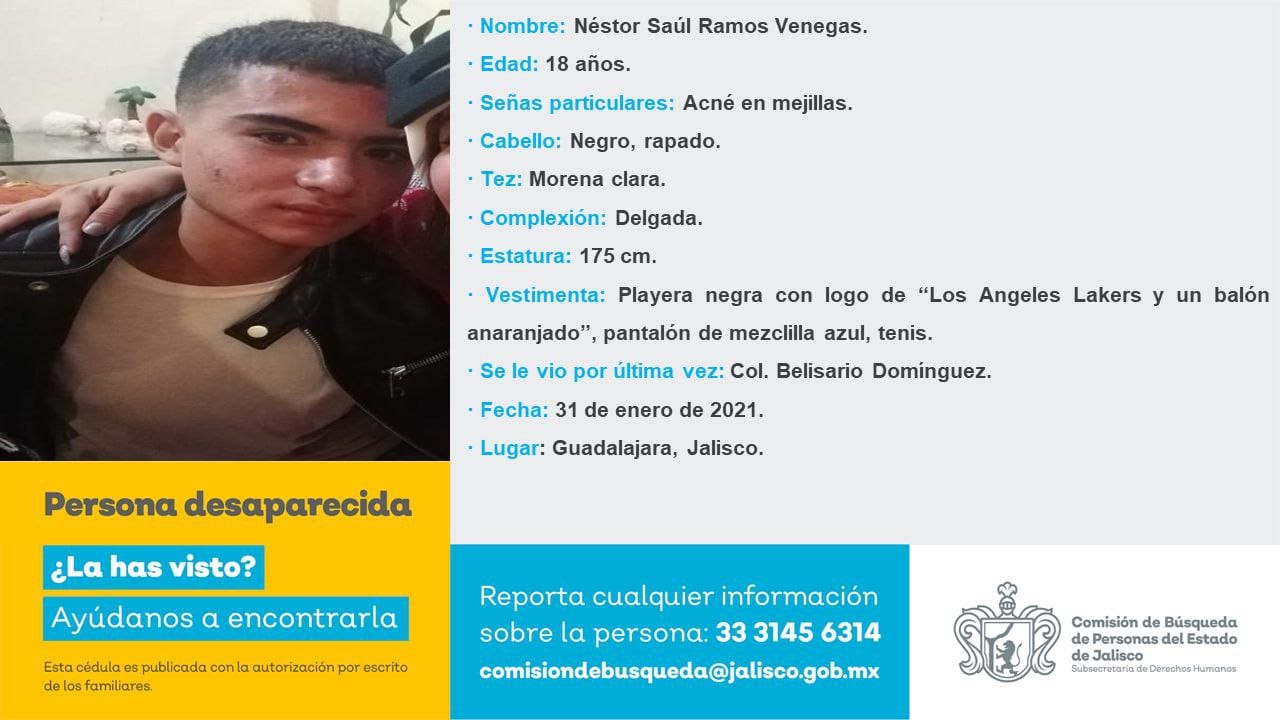 · Nombre: Néstor Saúl Ramos Venegas.
· Edad: 18 años.
· Señas particulares: Acné en mejillas.
· Cabello: Negro, rapado.
· Tez: Morena clara.
· Complexión: Delgada.
· Estatura: 175 cm.
· Vestimenta: Playera negra con logo de “Los Angeles Lakers y un balón
anaranjado”, pantalón de mezclilla azul, tenis.
· Se le vio por última vez: Col. Belisario Domínguez.
· Fecha: 31 de enero de 2021.
· Lugar: Guadalajara, Jalisco.
Persona desaparecida
¿La has visto?
Ayúdanos a encontrarla
Esta cédula es publicada con la autorización por escrito
de los familiares.
Reporta cualquier información
sobre la persona: 33 3145 6314
comisiondebusqueda@jalisco.gob.mx
Comisión de Búsqueda
de Personas del Estado
de Jalisco
Subsecretaría de Derechos Humanos